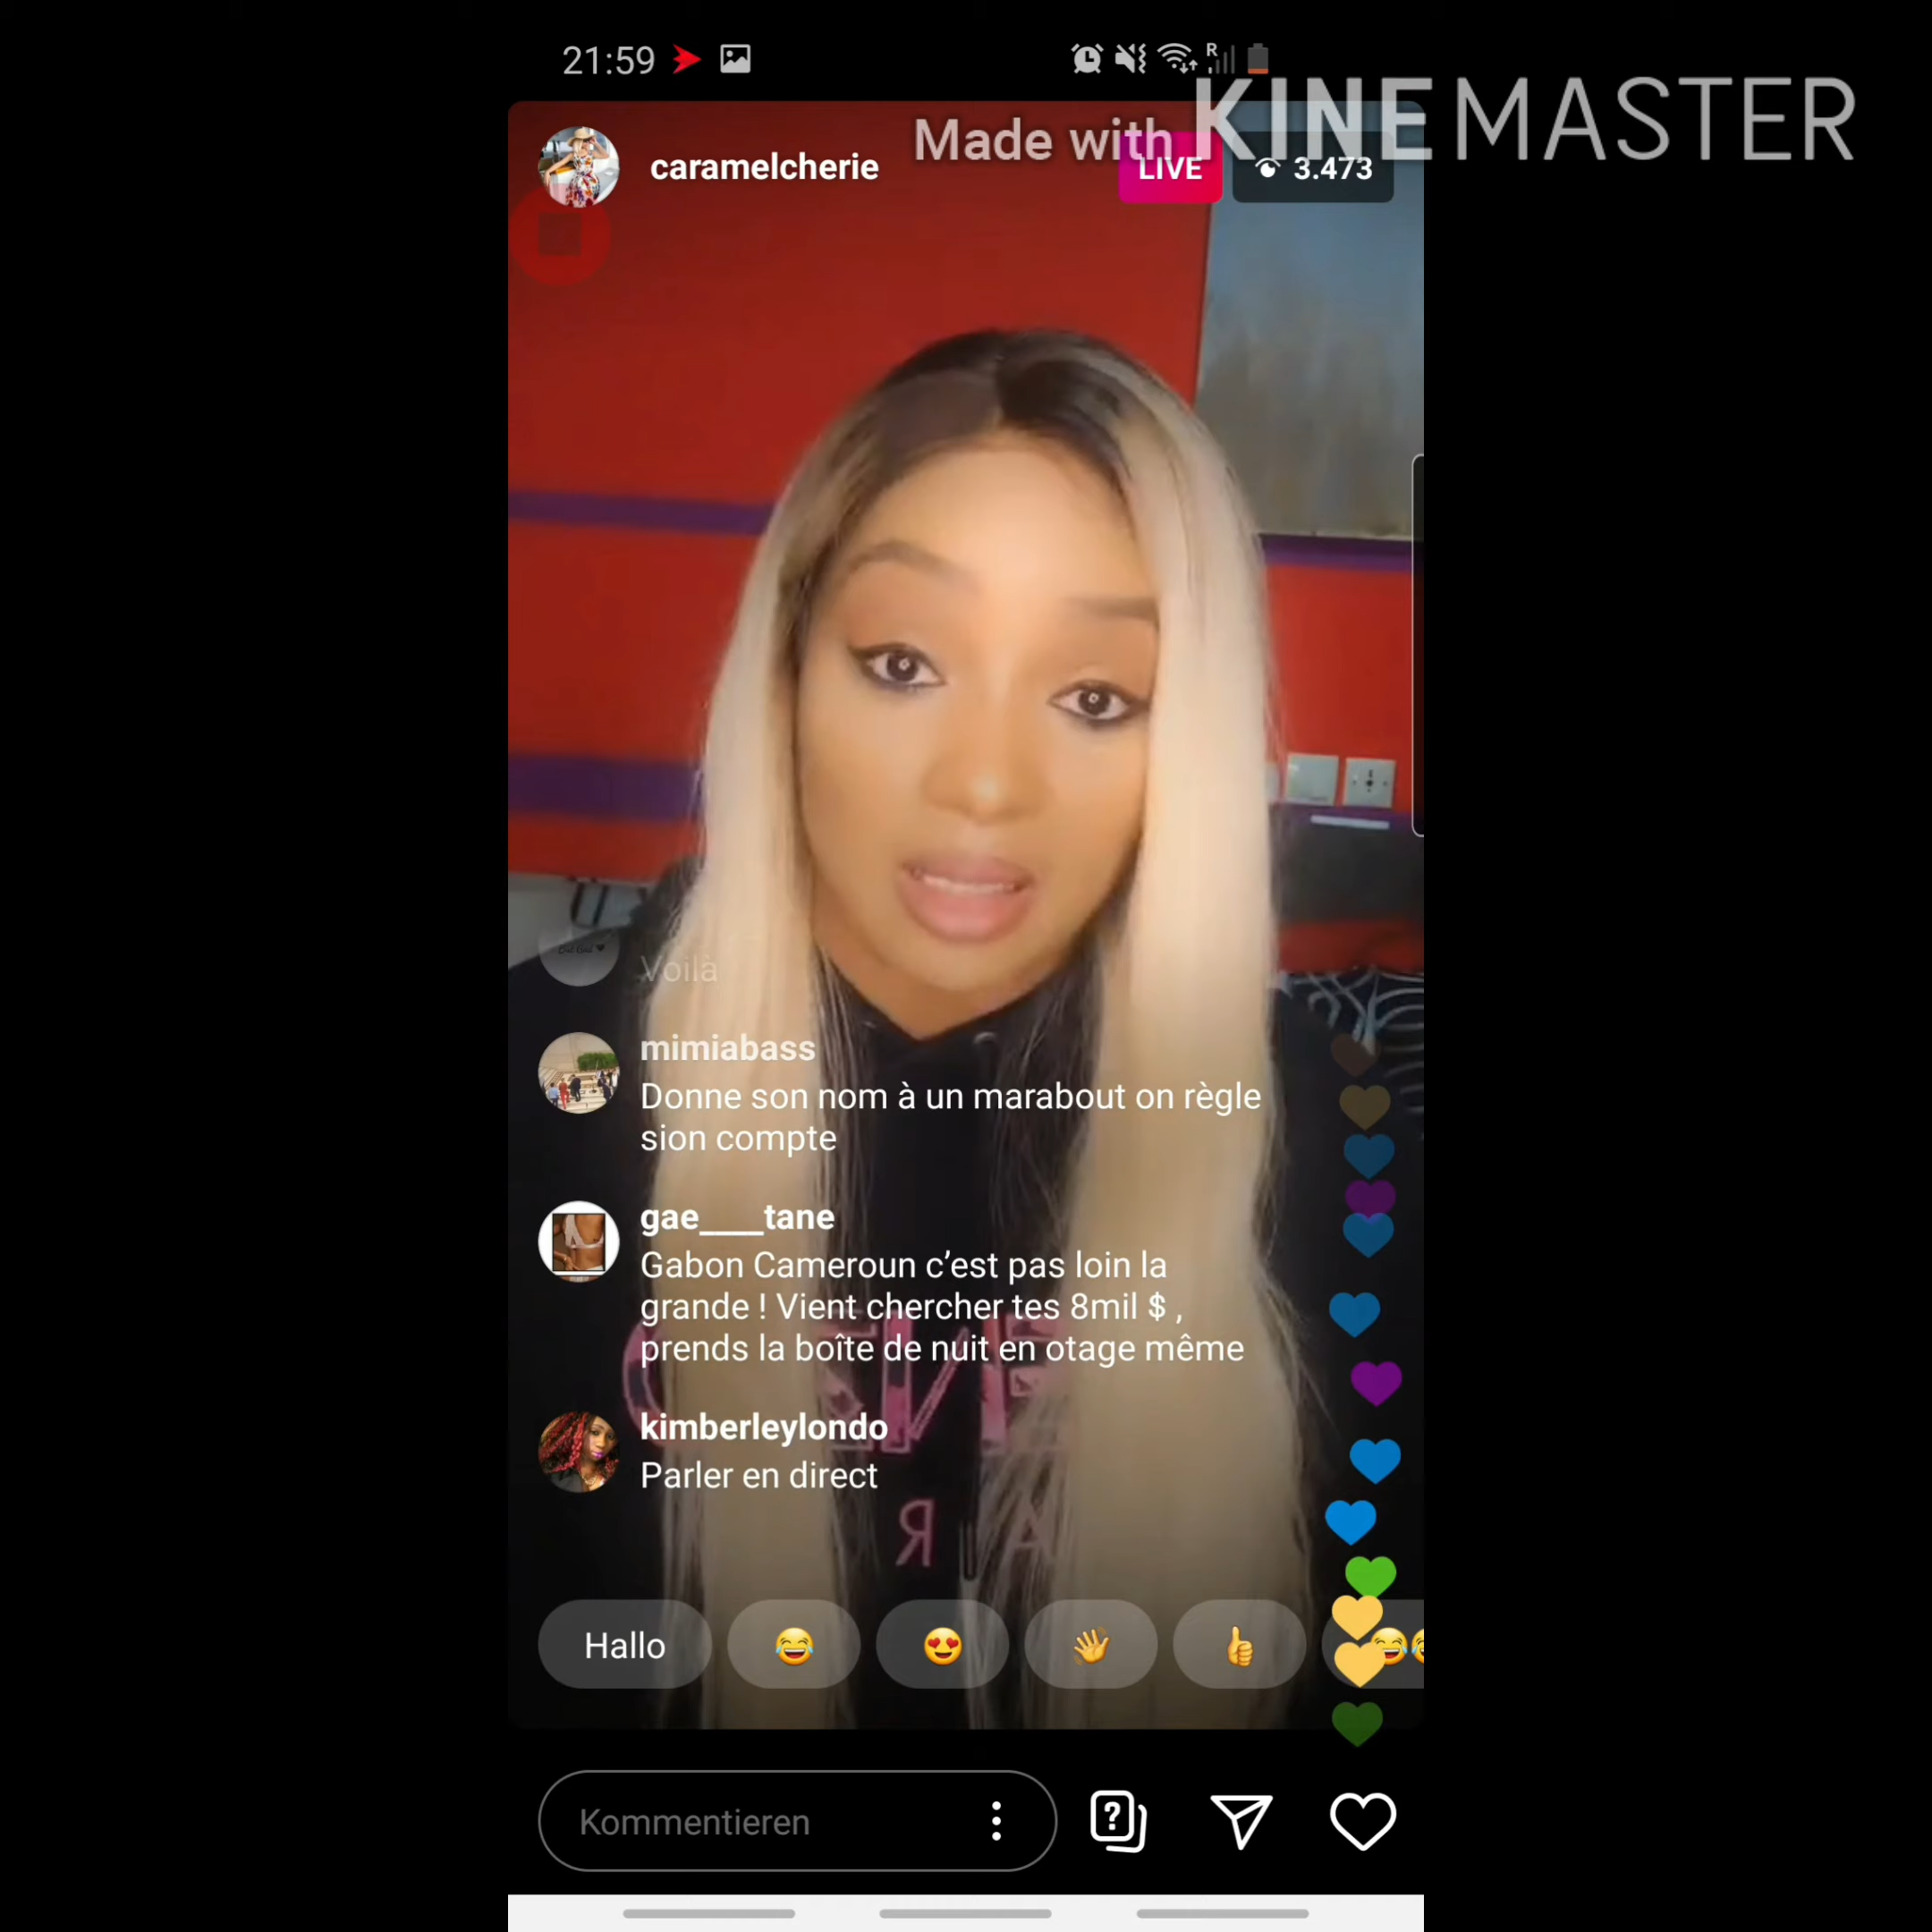 21:59
R
Made with KINEMASTER
caramelcherie
LIVE
3.473
Voilà
mimiabass
Donne son nom à un marabout on règle
sion compte
gae____tane
Gabon Cameroun c’est pas loin la
grande ! Vient chercher tes 8mil $ ,
prends la boîte de nuit en otage même
kimberleylondo
Parler en direct
Hallo
Kommentieren